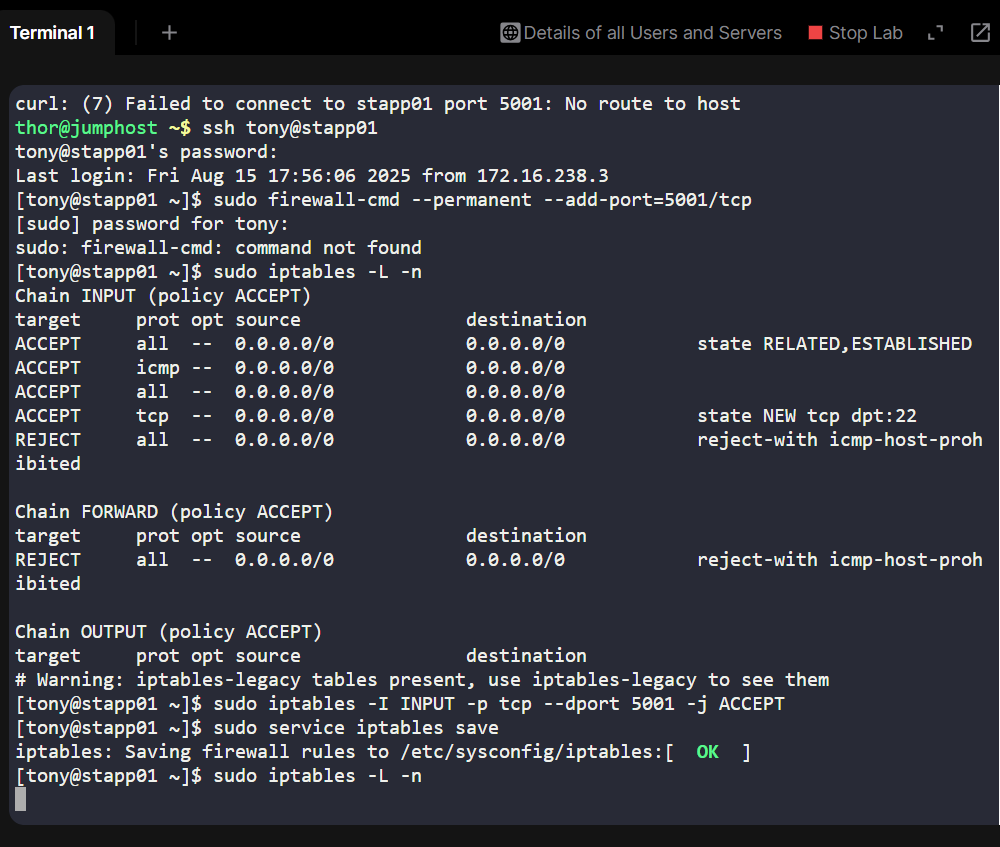 Terminal 1
+
Details of all Users and Servers
Stop Lab
curl: (7) Failed to connect to stapp01 port 5001: No route to host
thor@jumphost ~$ ssh tony@stapp01
tony@stapp01's password:
Last login: Fri Aug 15 17:56:06 2025 from 172.16.238.3
[tony@stapp01 ~]$ sudo firewall-cmd --permanent --add-port=5001/tcp
[sudo] password for tony:
sudo: firewall-cmd: command not found
[tony@stapp01 ~]$ sudo iptables -L -n
Chain INPUT (policy ACCEPT)
target     prot opt source               destination
ACCEPT     all  --  0.0.0.0/0            0.0.0.0/0            state RELATED,ESTABLISHED
ACCEPT     icmp --  0.0.0.0/0            0.0.0.0/0
ACCEPT     all  --  0.0.0.0/0            0.0.0.0/0
ACCEPT     tcp  --  0.0.0.0/0            0.0.0.0/0            state NEW tcp dpt:22
REJECT     all  --  0.0.0.0/0            0.0.0.0/0            reject-with icmp-host-proh
ibited
Chain FORWARD (policy ACCEPT)
target     prot opt source               destination
REJECT     all  --  0.0.0.0/0            0.0.0.0/0            reject-with icmp-host-proh
ibited
Chain OUTPUT (policy ACCEPT)
target     prot opt source               destination
# Warning: iptables-legacy tables present, use iptables-legacy to see them
[tony@stapp01 ~]$ sudo iptables -I INPUT -p tcp --dport 5001 -j ACCEPT
[tony@stapp01 ~]$ sudo service iptables save
iptables: Saving firewall rules to /etc/sysconfig/iptables:[  OK  ]
[tony@stapp01 ~]$ sudo iptables -L -n